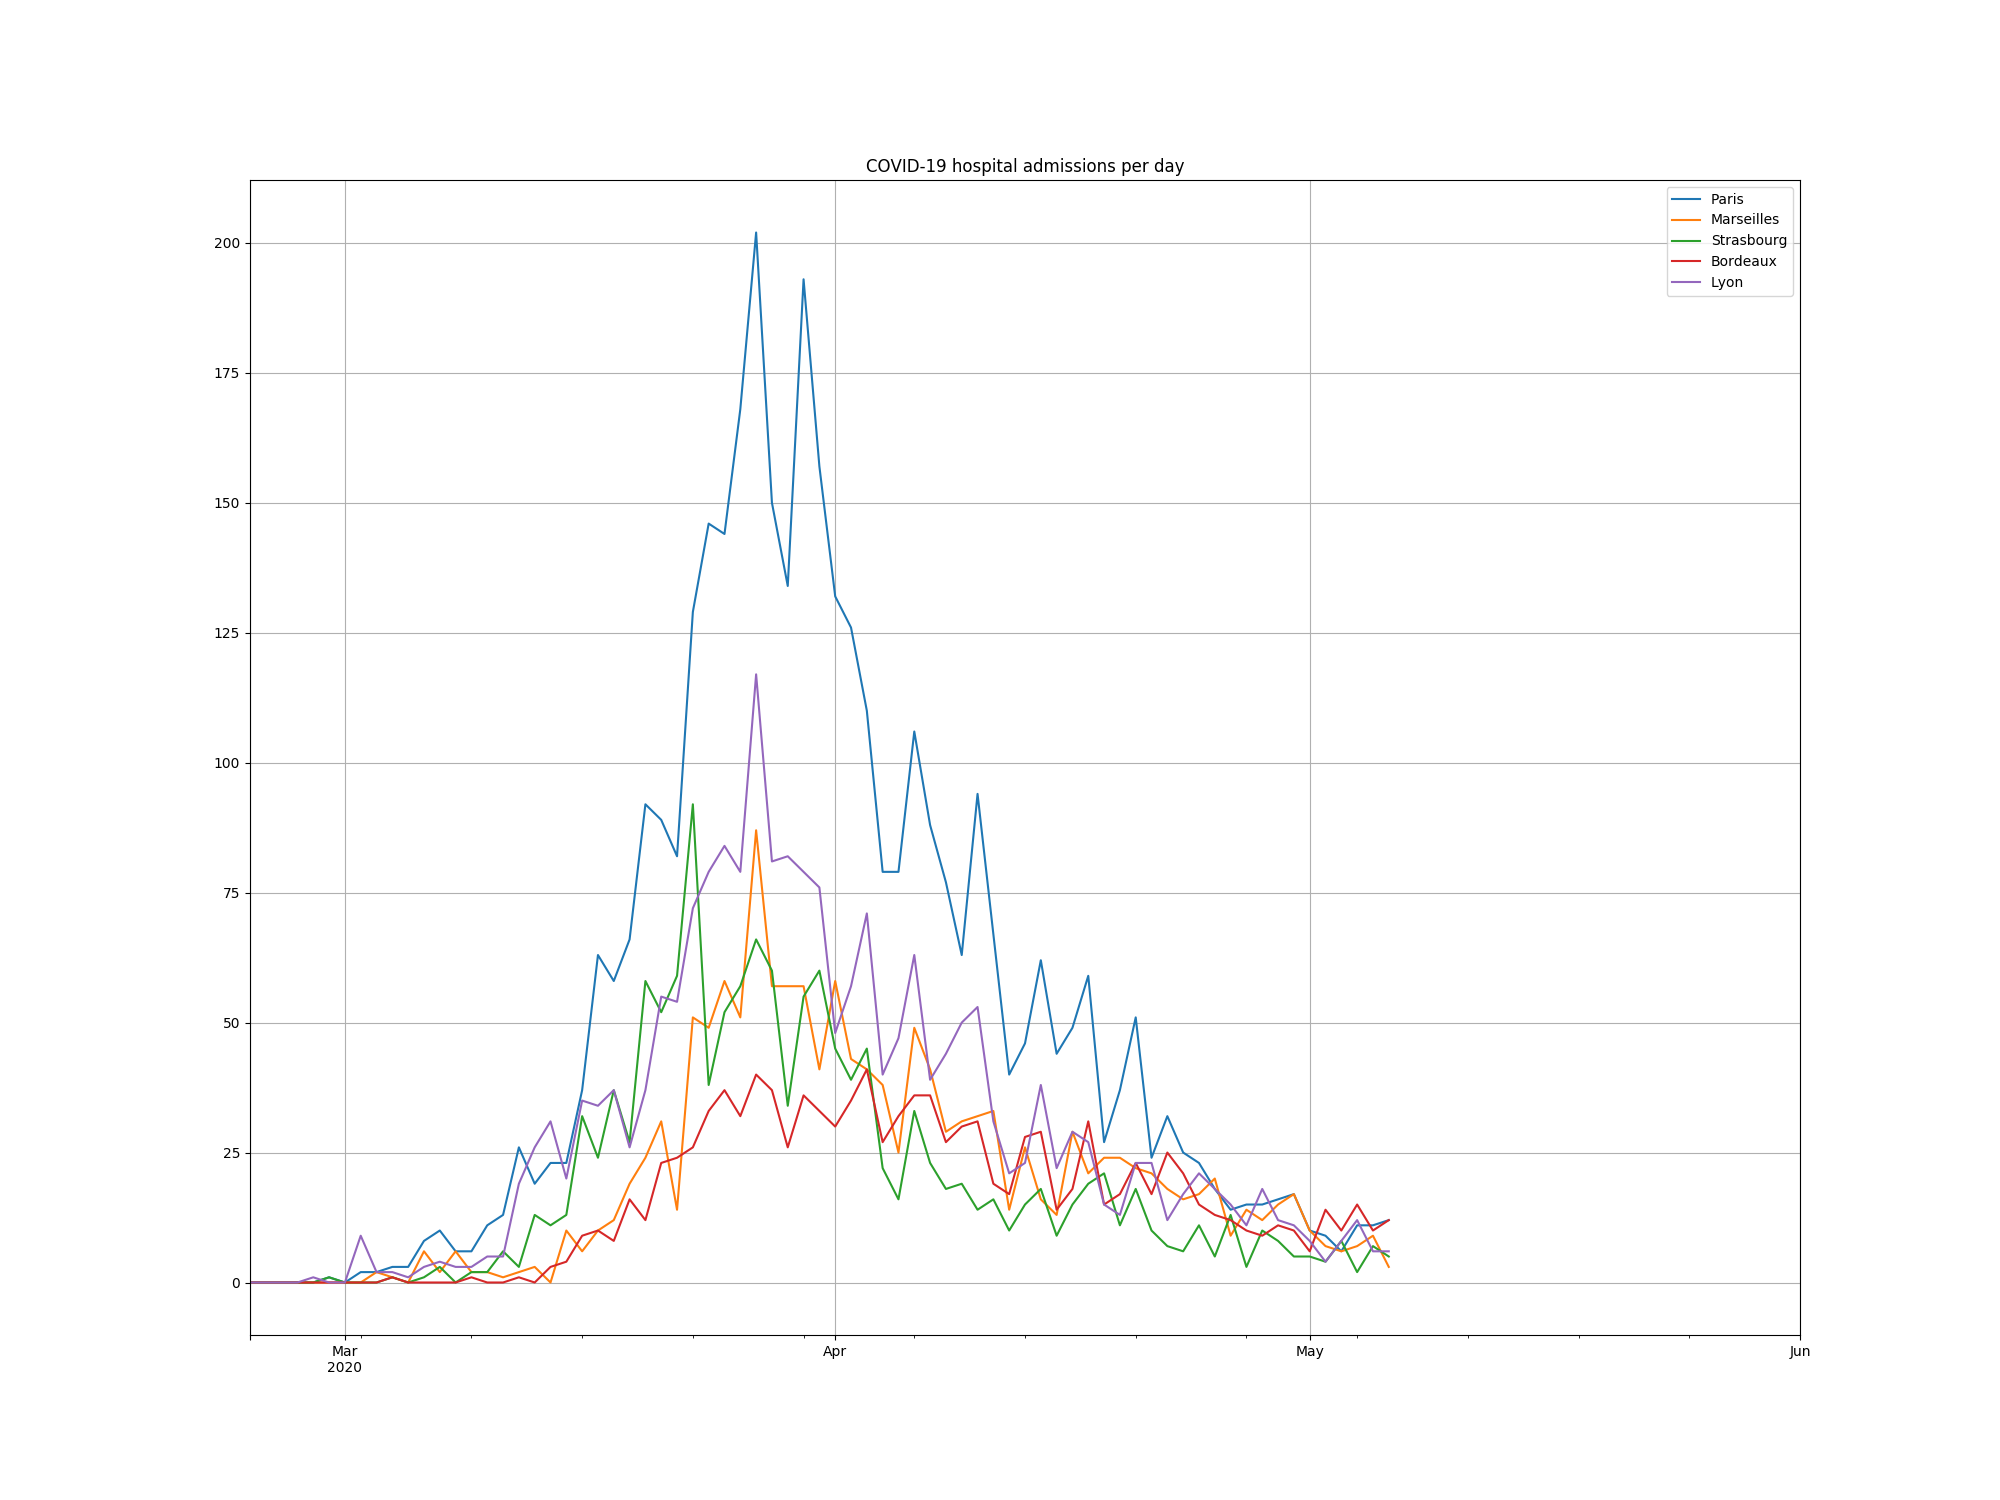 COVID-19 hospital admissions per day
Paris
Marseilles
Strasbourg
Bordeaux
Lyon
200
175
150
125
100
75
50
25
0
Mar
2020
Apr
May
Jun